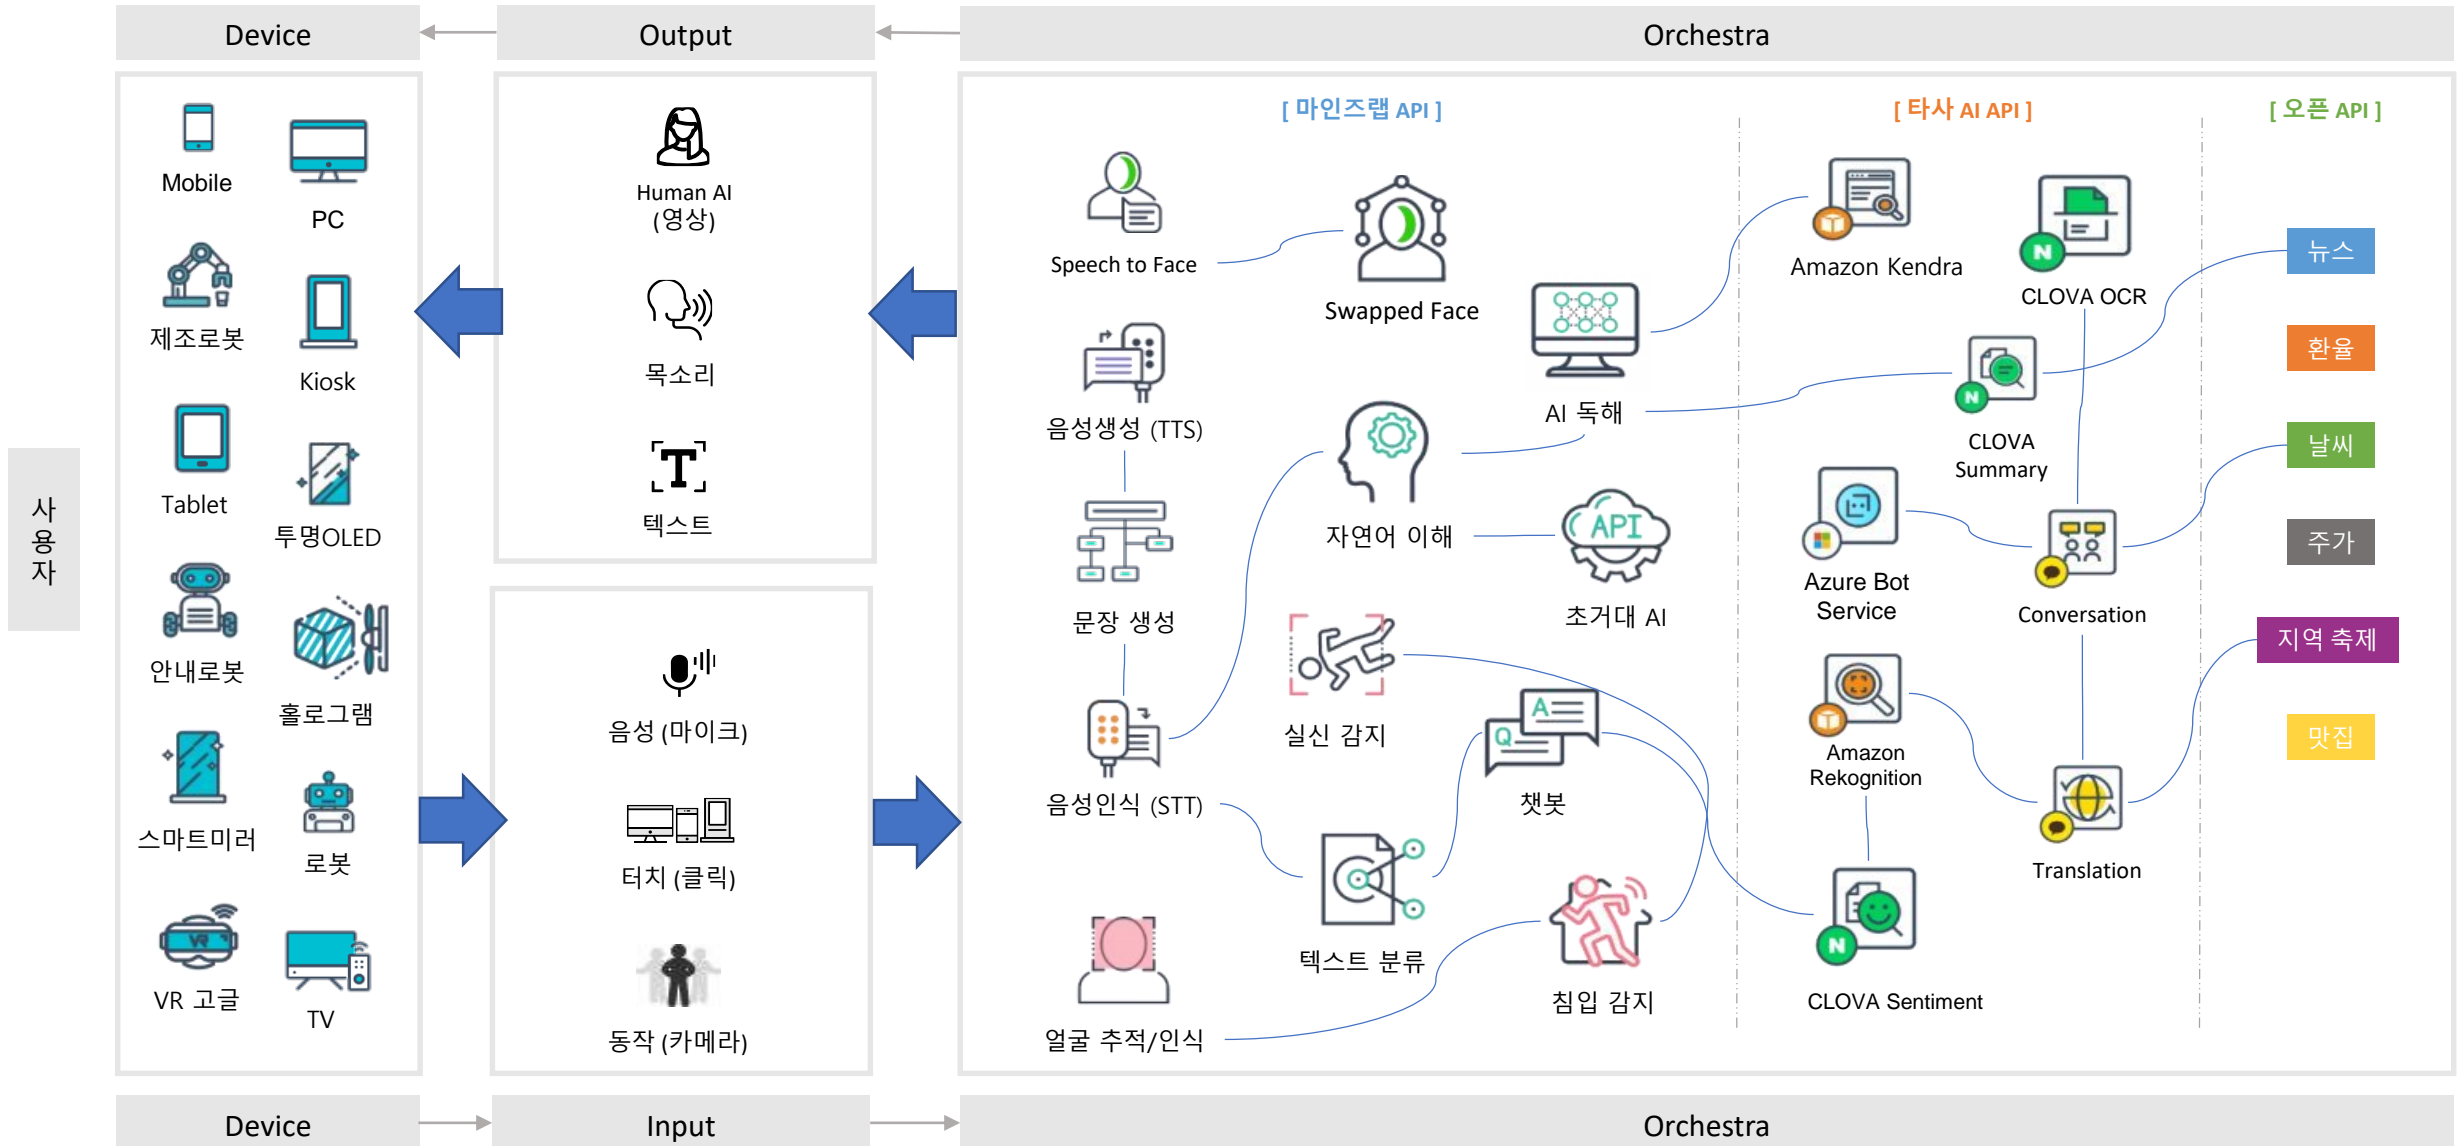 Device
Output
Orchestra
사용자
Mobile
PC
제조로봇
Kiosk
Tablet
투명OLED
안내로봇
홀로그램
스마트미러
로봇
VR 고글
TV
Human AI
(영상)
목소리
텍스트
음성 (마이크)
터치 (클릭)
동작 (카메라)
[ 마인즈랩 API ]
Speech to Face
Swapped Face
음성생성 (TTS)
AI 독해
문장 생성
자연어 이해
API
초거대 AI
음성인식 (STT)
실신 감지
A
Q
챗봇
텍스트 분류
얼굴 추적/인식
침입 감지
[ 타사 AI API ]
Amazon Kendra
N
CLOVA OCR
N
CLOVA
Summary
Azure Bot
Service
Conversation
Amazon
Rekognition
Translation
N
CLOVA Sentiment
[ 오픈 API ]
뉴스
환율
날씨
주가
지역 축제
맛집
VR
T
Device
Input
Orchestra